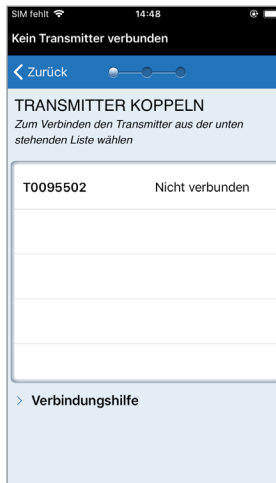 SIM fehlt 14:48
Kein Transmitter verbunden
Zurück
TRANSMITTER KOPPELN
Zum Verbinden den Transmitter aus der unten
stehenden Liste wählen
T0095502 Nicht verbunden
Verbindungshilfe